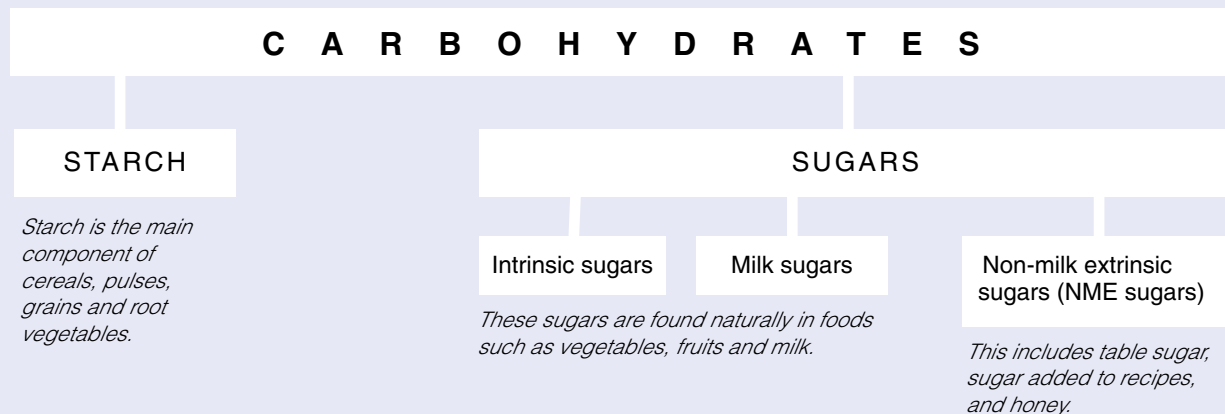 C A R B O H Y D R A T E S
STARCH
Starch is the main
component of
cereals, pulses,
grains and root
vegetables.
SUGARS
Intrinsic sugars
Milk sugars
These sugars are found naturally in foods
such as vegetables, fruits and milk.
Non-milk extrinsic
sugars (NME sugars)
This includes table sugar,
sugar added to recipes,
and honey.